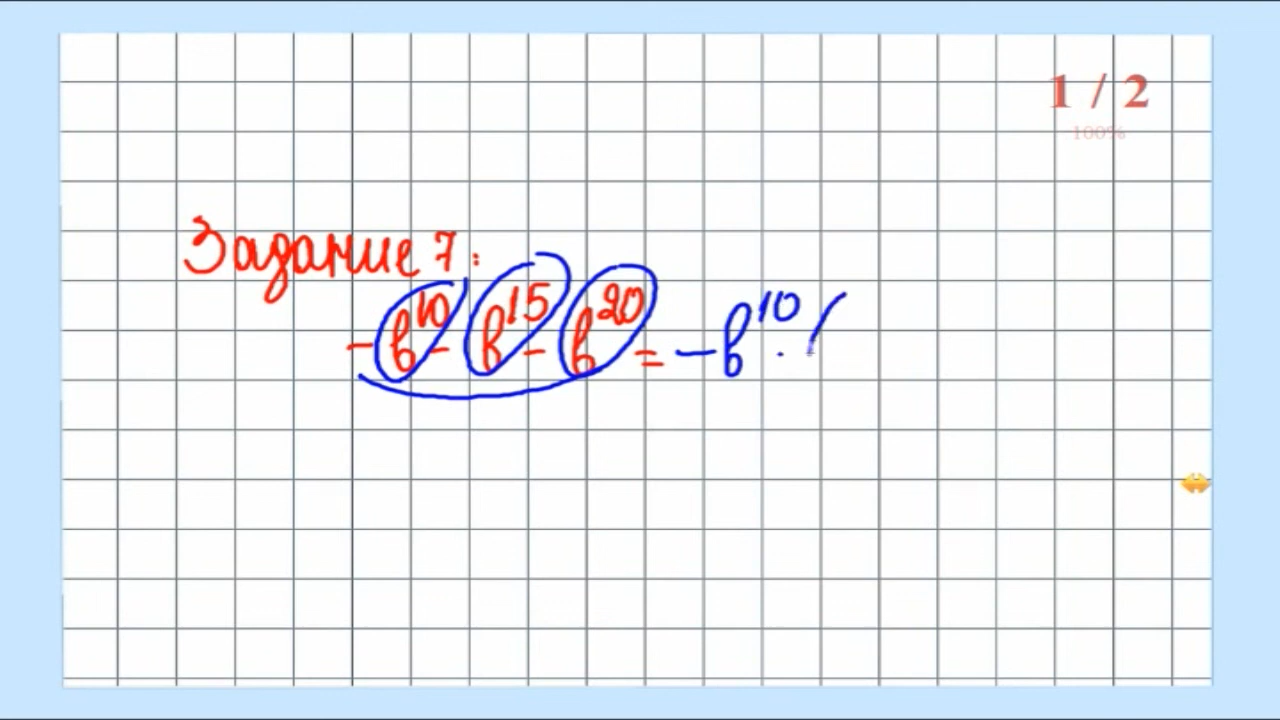 1 / 2
100%
Задание 7:
-в¹⁰ - в¹⁵ - в²⁰ = -в¹⁰ · (